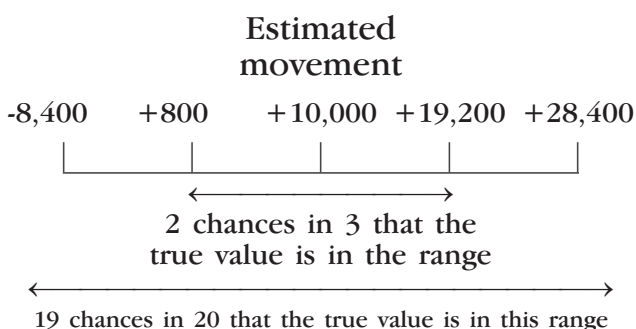 Estimated
movement
-8,400 +800 +10,000 +19,200 +28,400
2 chances in 3 that the
true value is in the range
19 chances in 20 that the true value is in this range